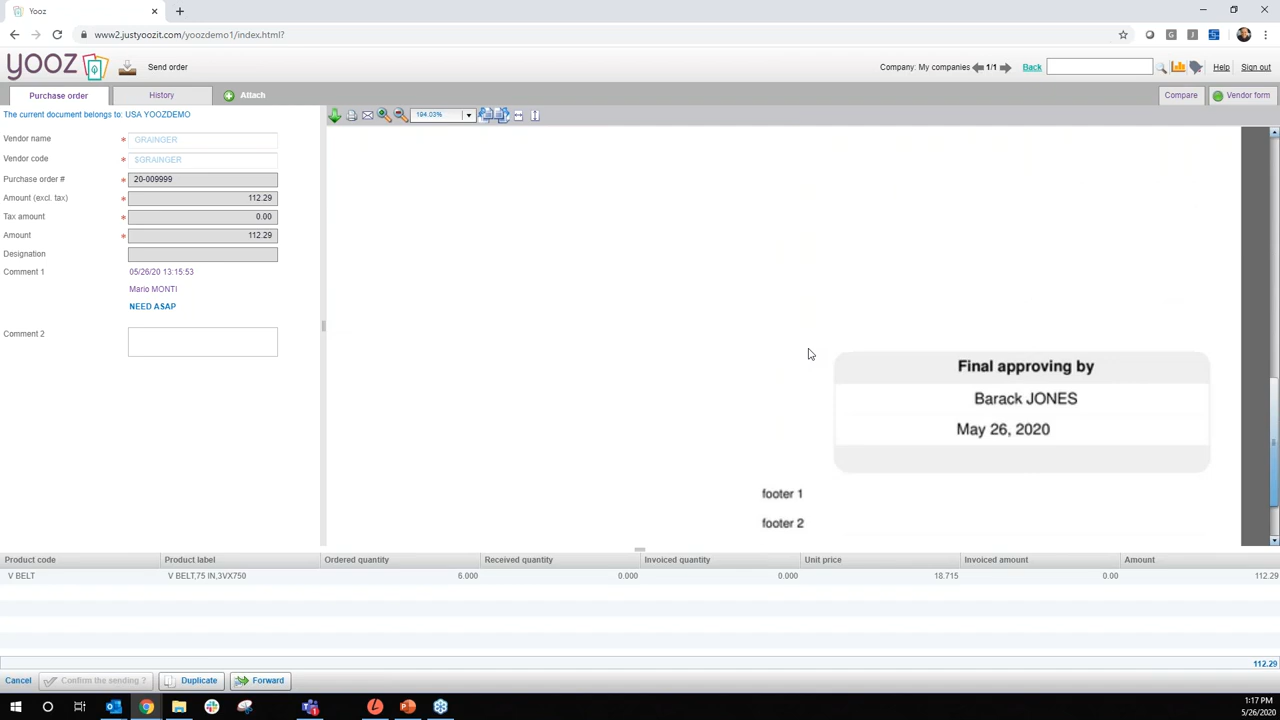 Yooz
www2.justyoozit.com/yoozdemo1/index.html?
yooz
Send order
Company: My companies 1/1 Back Help Sign out
Purchase order History Attach Compare Vendor form
The current document belongs to: USA YOOZDEMO
194.03%
Vendor name * GRAINGER
Vendor code * $GRAINGER
Purchase order # * 20-009999
Amount (excl. tax) * 112.29
Tax amount * 0.00
Amount * 112.29
Designation
Comment 1 05/26/20 13:15:53
Mario MONTI
NEED ASAP
Comment 2
Final approving by
Barack JONES
May 26, 2020
footer 1
footer 2
Product code Product label Ordered quantity Received quantity Invoiced quantity Unit price Invoiced amount Amount
V BELT V BELT,75 IN,3VX750 6.000 0.000 0.000 18.715 0.00 112.29
112.29
Cancel Confirm the sending ? Duplicate Forward
1:17 PM
5/26/2020